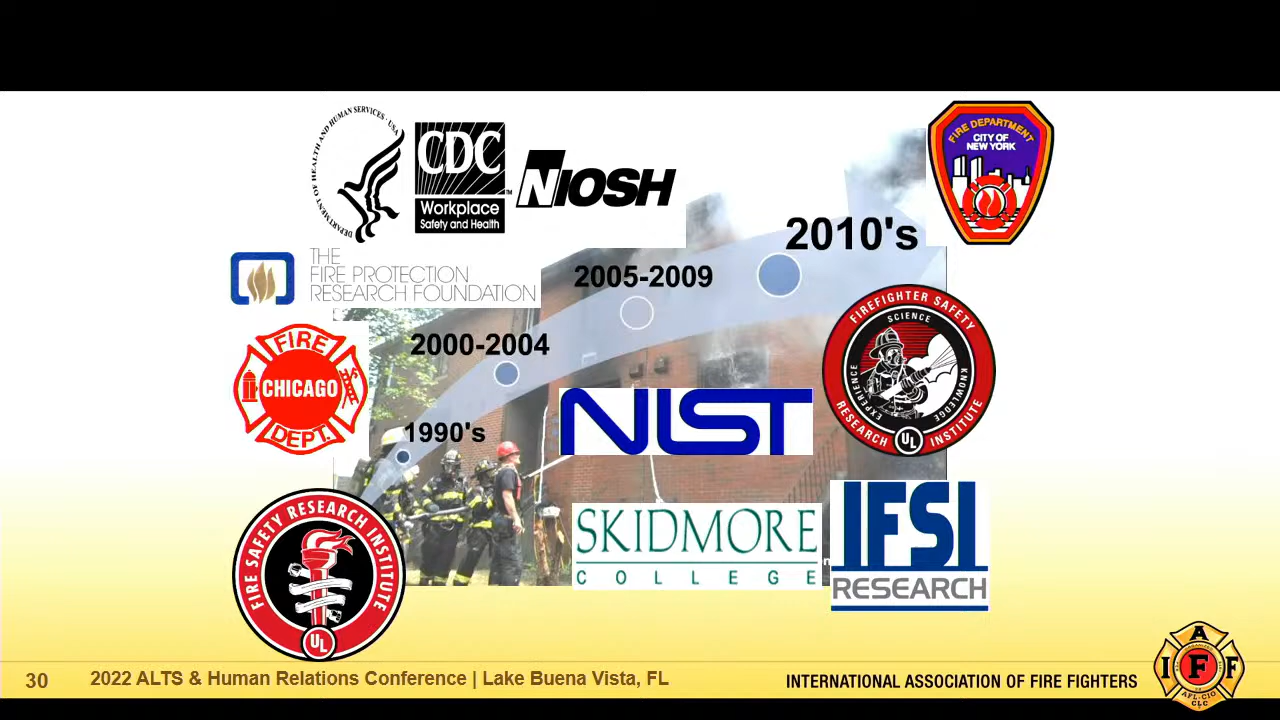 DEPARTMENT OF HEALTH AND HUMAN SERVICES · USA
CDC
TM
Workplace
Safety and Health
NIOSH
FIRE DEPARTMENT
CITY OF
NEW YORK
2010's
THE
FIRE PROTECTION
RESEARCH FOUNDATION
2005-2009
FIREFIGHTER SAFETY
SCIENCE
EXPERIENCE
KNOWLEDGE
RESEARCH INSTITUTE
UL
2000-2004
FIRE
CHICAGO
DEPT.
1990's
NIST
IFSI
RESEARCH
SKIDMORE
COLLEGE
FIRE SAFETY RESEARCH INSTITUTE
UL
30
2022 ALTS & Human Relations Conference | Lake Buena Vista, FL
INTERNATIONAL ASSOCIATION OF FIRE FIGHTERS
A
I F F
AFL-CIO
CLC